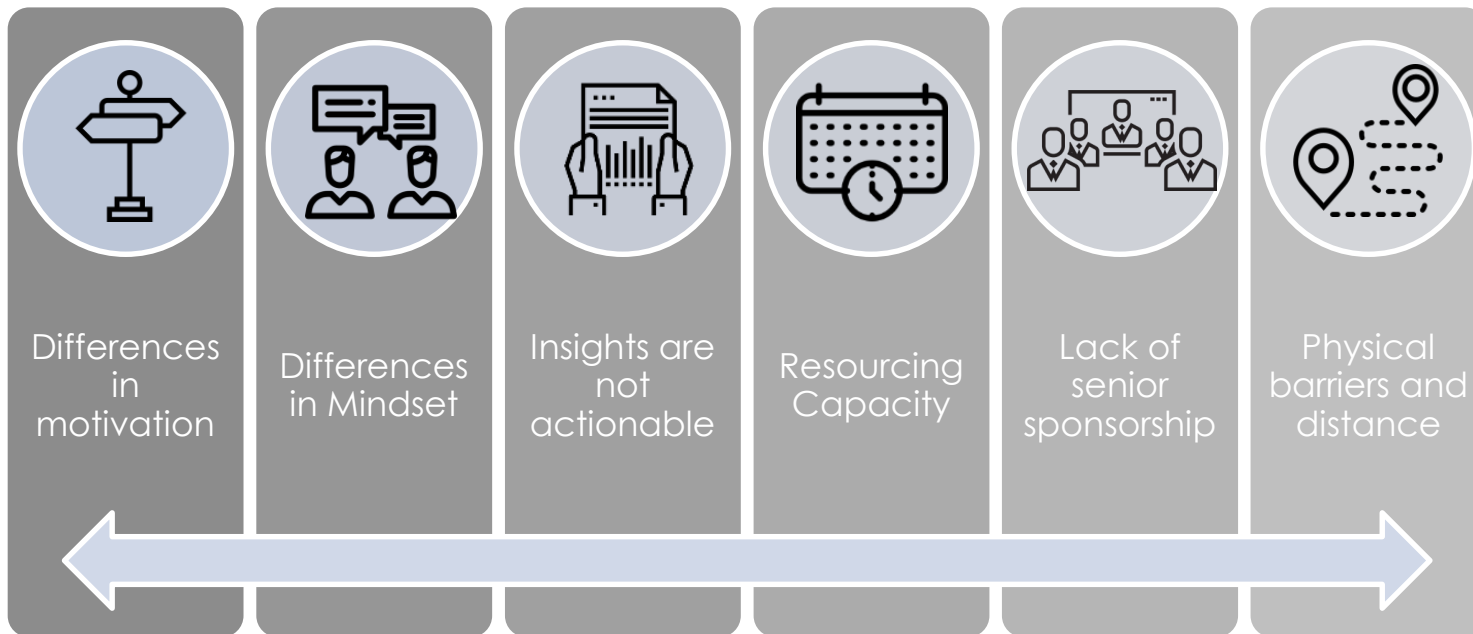 Differences
in
motivation
Differences
in Mindset
Insights are
not
actionable
Resourcing
Capacity
Lack of
senior
sponsorship
Physical
barriers and
distance